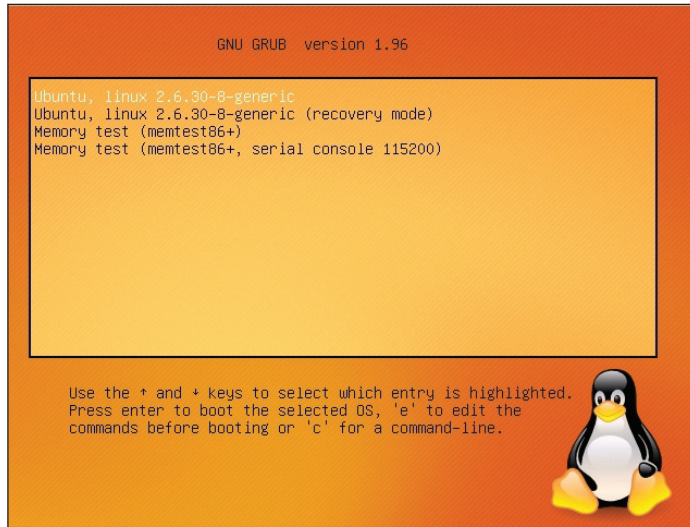 GNU GRUB version 1.96
Ubuntu, linux 2.6.30-8-generic
Ubuntu, linux 2.6.30-8-generic (recovery mode)
Memory test (memtest86+)
Memory test (memtest86+, serial console 115200)
Use the ↑ and ↓ keys to select which entry is highlighted.
Press enter to boot the selected OS, 'e' to edit the
commands before booting or 'c' for a command-line.